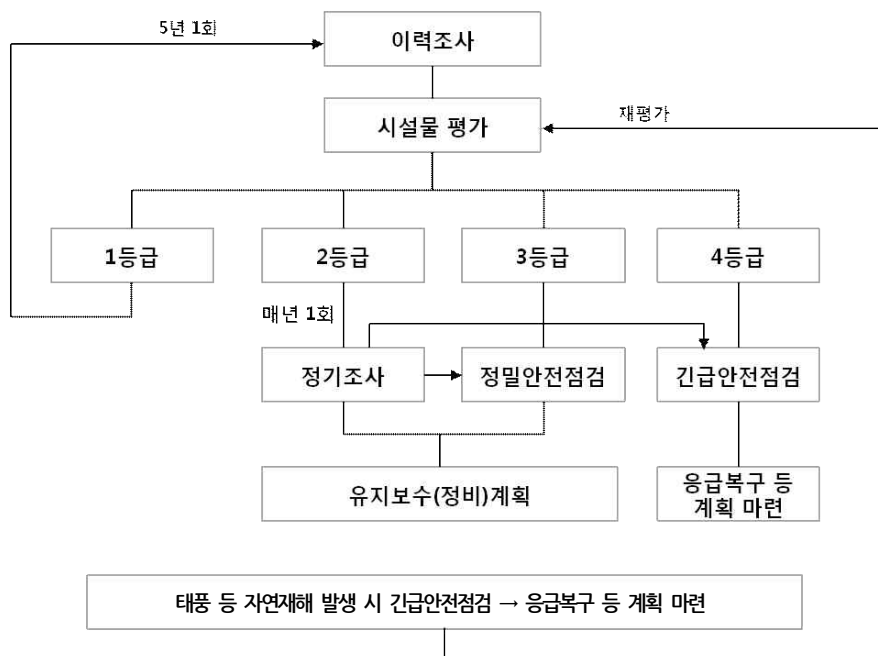 5년 1회
이력조사
시설물 평가
재평가
1등급
2등급
3등급
4등급
매년 1회
정기조사
정밀안전점검
긴급안전점검
유지보수(정비)계획
응급복구 등
계획 마련
태풍 등 자연재해 발생 시 긴급안전점검 → 응급복구 등 계획 마련